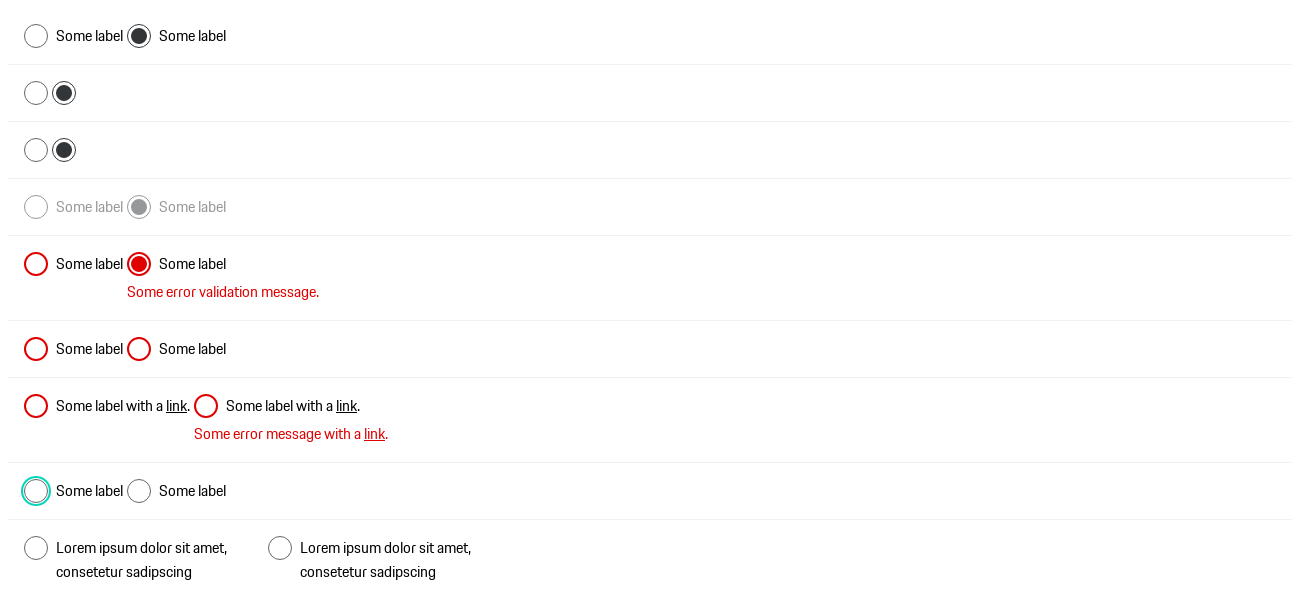 Some label Some label
Some label Some label
Some label Some label
Some error validation message.
Some label Some label
Some label with a link. Some label with a link.
Some error message with a link.
Some label Some label
Lorem ipsum dolor sit amet,
consetetur sadipscing
Lorem ipsum dolor sit amet,
consetetur sadipscing